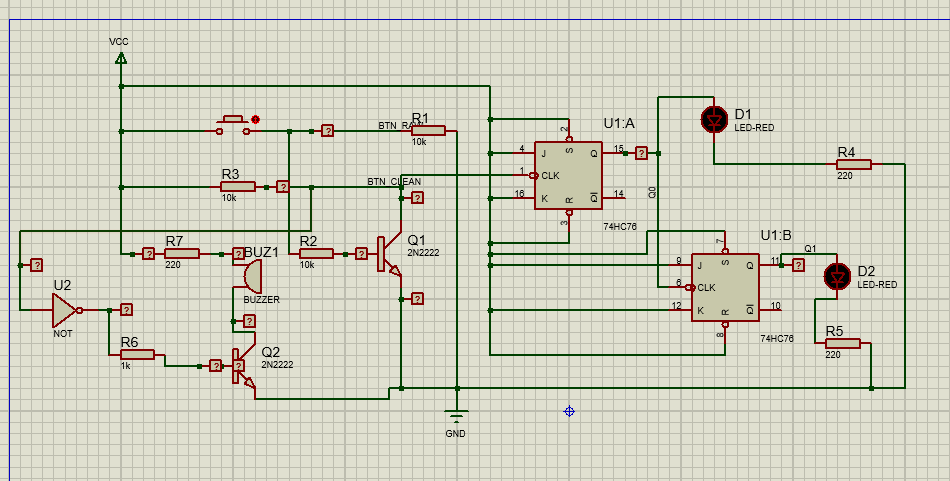 VCC
BTN_RAW
R1
10k
R3
10k
BTN_CLEAN
R7
220
BUZ1
BUZZER
R2
10k
Q1
2N2222
U2
NOT
R6
1k
Q2
2N2222
GND
U1:A
4
J
S
2
Q
15
1
CLK
16
K
R
3
Q
14
74HC76
Q0
D1
LED-RED
R4
220
U1:B
9
J
S
7
Q
11
6
CLK
12
K
R
8
Q
10
74HC76
Q1
D2
LED-RED
R5
220
?
?
?
?
?
?
?
?
?
?
?
?
?
?